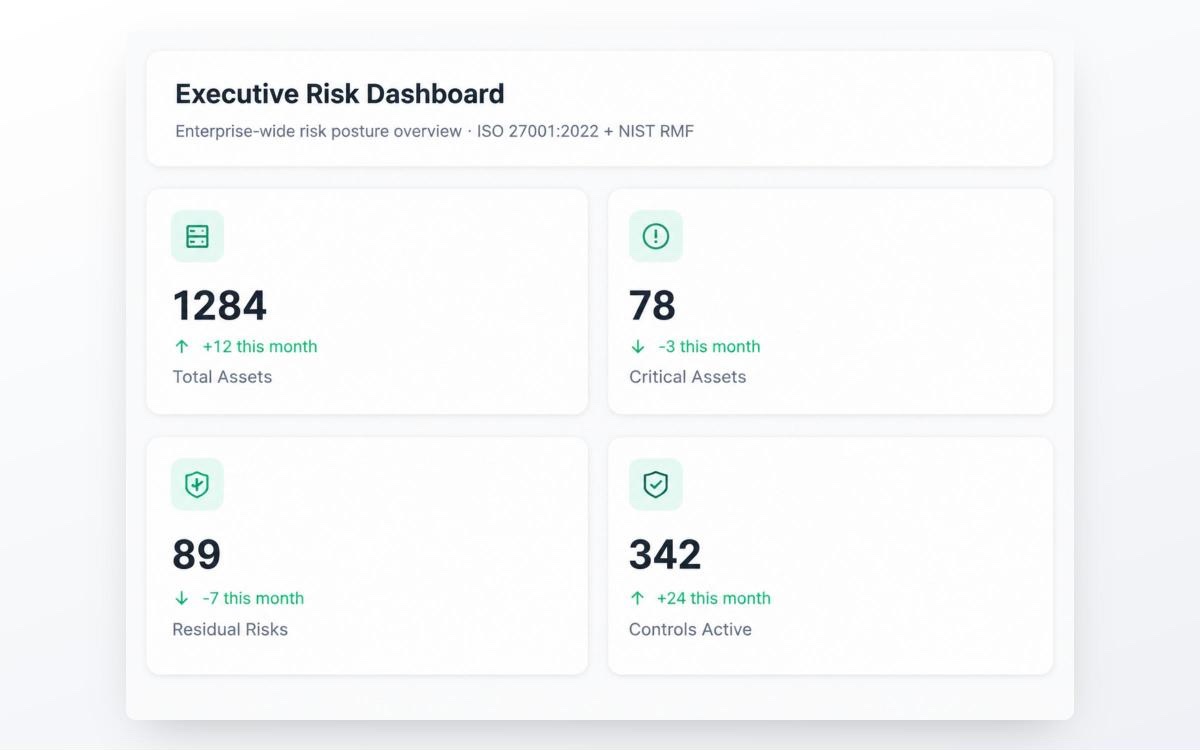 Executive Risk Dashboard
Enterprise-wide risk posture overview · ISO 27001:2022 + NIST RMF
1284
↑ +12 this month
Total Assets
78
↓ -3 this month
Critical Assets
89
↓ -7 this month
Residual Risks
342
↑ +24 this month
Controls Active